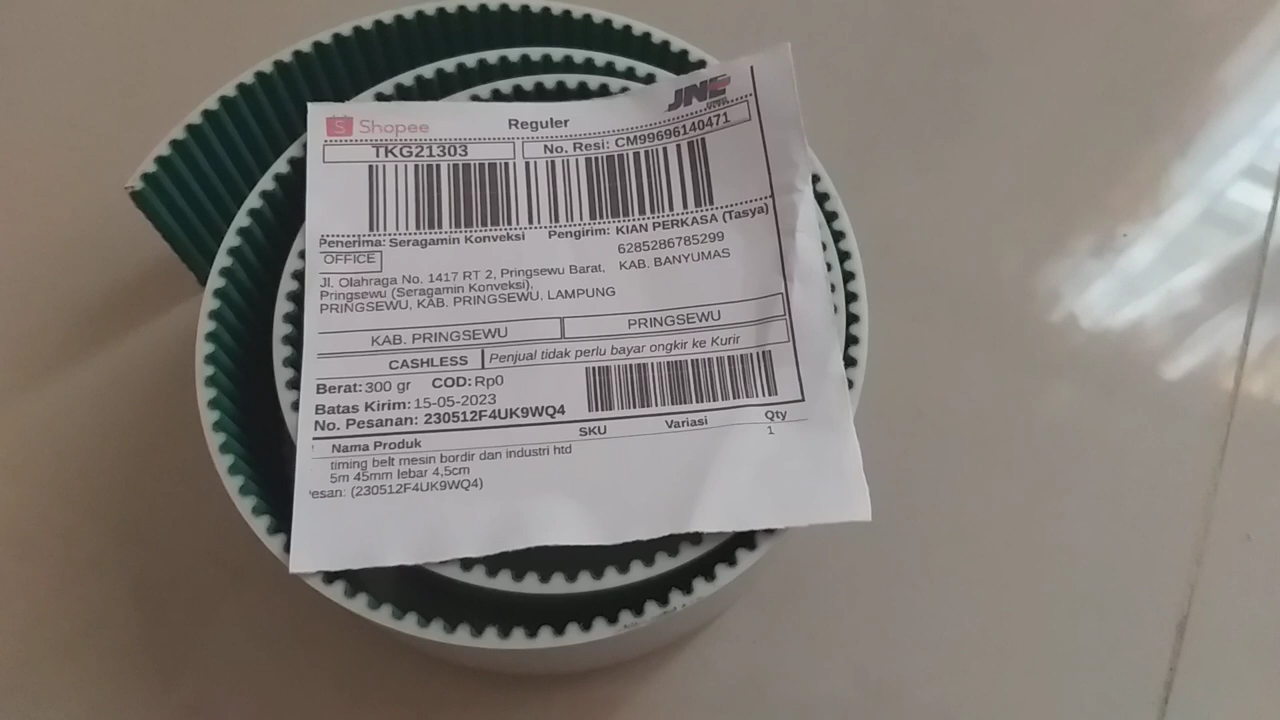 Shopee
Reguler
JNE
TKG21303
No. Resi: CM99696140471
Penerima: Seragamin Konveksi
Pengirim: KIAN PERKASA (Tasya)
OFFICE
6285286785299
KAB. BANYUMAS
Jl. Olahraga No. 1417 RT 2, Pringsewu Barat,
Pringsewu (Seragamin Konveksi),
PRINGSEWU, KAB. PRINGSEWU, LAMPUNG
KAB. PRINGSEWU
PRINGSEWU
CASHLESS
Penjual tidak perlu bayar ongkir ke Kurir
Berat: 300 gr COD: Rp0
Batas Kirim: 15-05-2023
No. Pesanan: 230512F4UK9WQ4
Nama Produk SKU Variasi Qty
timing belt mesin bordir dan industri htd 1
5m 45mm lebar 4,5cm
esan: (230512F4UK9WQ4)